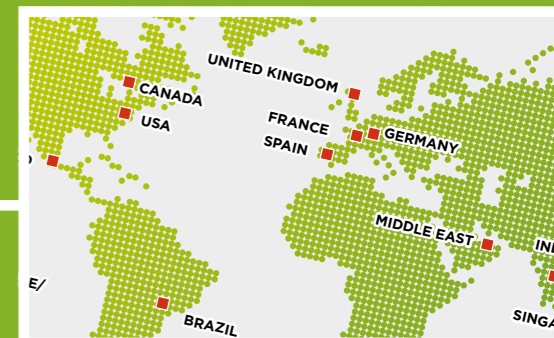 UNITED KINGDOM
CANADA
FRANCE
USA
GERMANY
SPAIN
MIDDLE EAST
BRAZIL